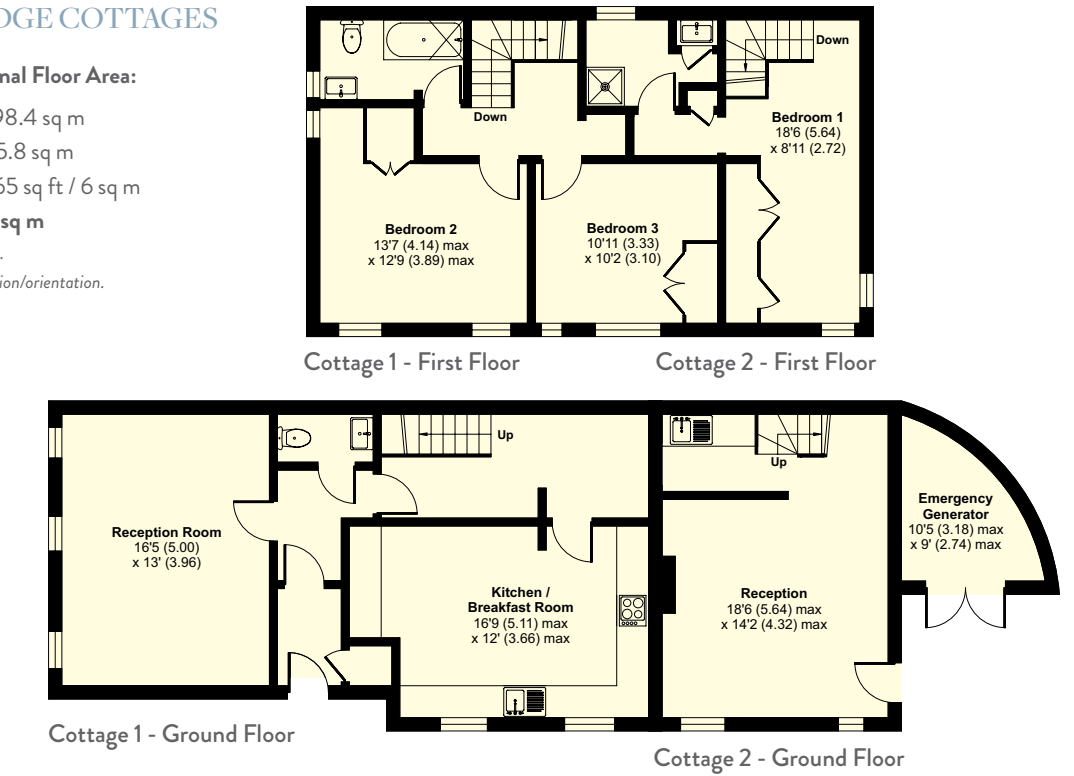 DGE COTTAGES
nal Floor Area:
98.4 sq m
5.8 sq m
65 sq ft / 6 sq m
sq m
ion/orientation.
Down
Down
Bedroom 1
18'6 (5.64)
x 8'11 (2.72)
Bedroom 2
13'7 (4.14) max
x 12'9 (3.89) max
Bedroom 3
10'11 (3.33)
x 10'2 (3.10)
Cottage 1 - First Floor
Cottage 2 - First Floor
Up
Up
Reception Room
16'5 (5.00)
x 13' (3.96)
Kitchen /
Breakfast Room
16'9 (5.11) max
x 12' (3.66) max
Reception
18'6 (5.64) max
x 14'2 (4.32) max
Emergency
Generator
10'5 (3.18) max
x 9' (2.74) max
Cottage 1 - Ground Floor
Cottage 2 - Ground Floor